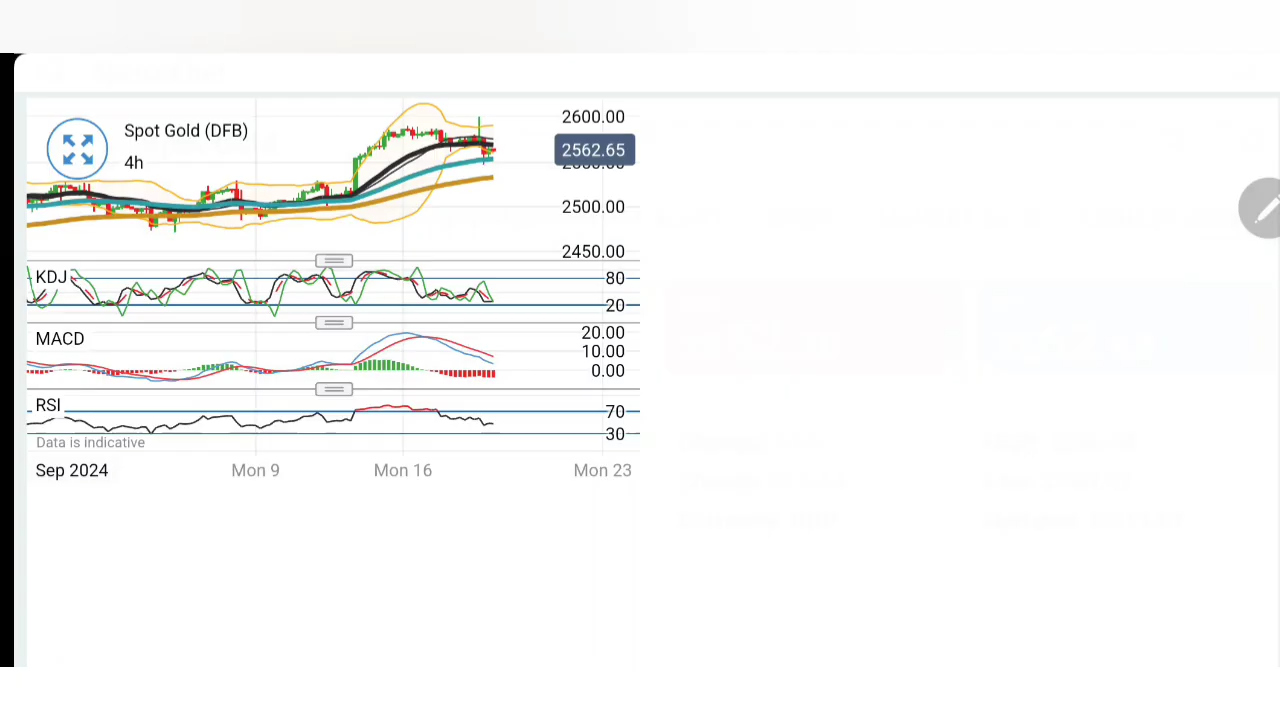 Spot Gold (DFB)
4h
2600.00
2562.65
2500.00
2450.00
KDJ
80
20
MACD
20.00
10.00
0.00
RSI
70
30
Data is indicative
Sep 2024 Mon 9 Mon 16 Mon 23